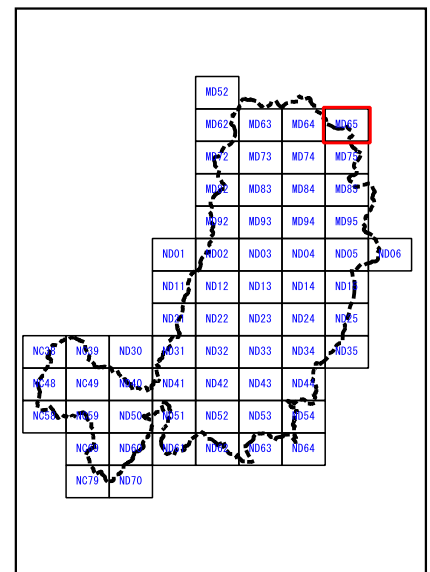 MD52
MD62 MD63 MD64 MD65
MD72 MD73 MD74 MD75
MD82 MD83 MD84 MD85
MD92 MD93 MD94 MD95
ND01 ND02 ND03 ND04 ND05 ND06
ND11 ND12 ND13 ND14 ND15
ND21 ND22 ND23 ND24 ND25
NC38 NC39 ND30 ND31 ND32 ND33 ND34 ND35
NC48 NC49 ND40 ND41 ND42 ND43 ND44
NC58 NC59 ND50 ND51 ND52 ND53 ND54
NC69 ND60 ND61 ND62 ND63 ND64
NC79 ND70